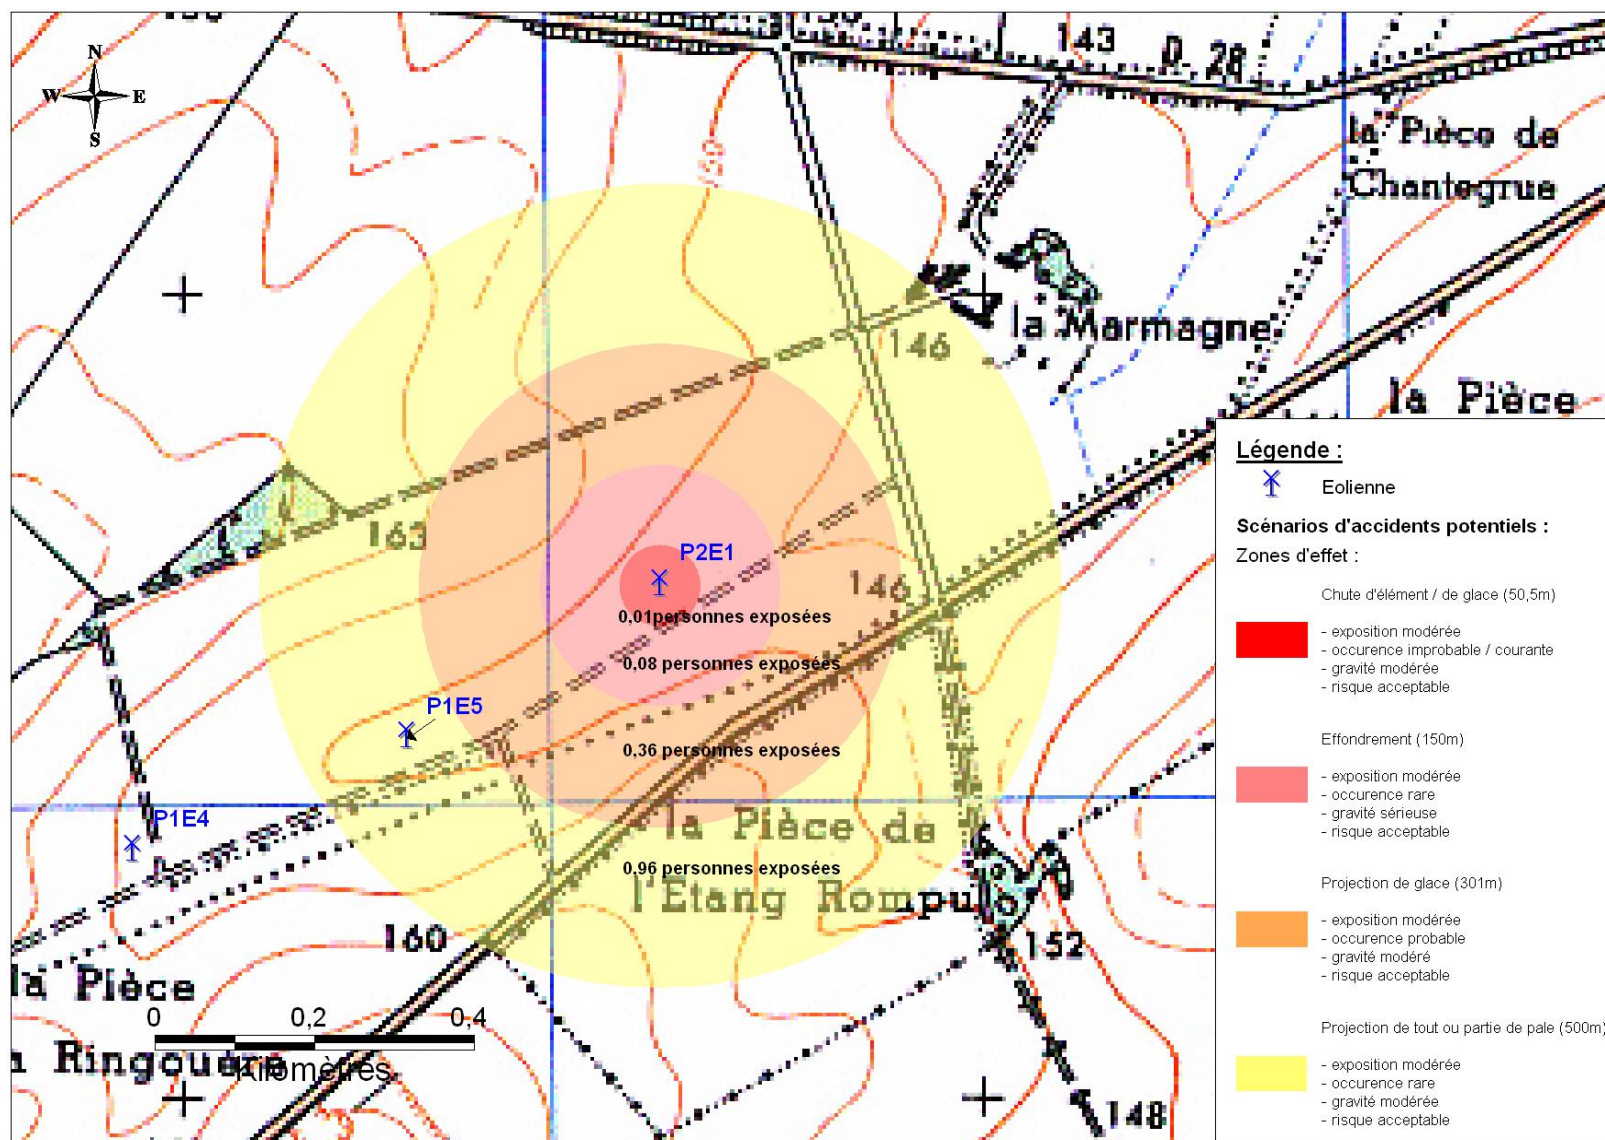 143
D. 28
N
W E
S
la Pièce de
Chantegrue
150
la Marmagne
146
la Pièce
163
P2E1
146
0,01personnes exposées
0,08 personnes exposées
P1E5
0,36 personnes exposées
P1E4
la Pièce de
0,96 personnes exposées
l'Etang Rompu
160
152
la Pièce
0 0,2 0,4
Ringouère
Kilomètres
148
Légende :
Eolienne
Scénarios d'accidents potentiels :
Zones d'effet :
Chute d'élément / de glace (50,5m)
- exposition modérée
- occurence improbable / courante
- gravité modérée
- risque acceptable
Effondrement (150m)
- exposition modérée
- occurence rare
- gravité sérieuse
- risque acceptable
Projection de glace (301m)
- exposition modérée
- occurence probable
- gravité modéré
- risque acceptable
Projection de tout ou partie de pale (500m)
- exposition modérée
- occurence rare
- gravité modérée
- risque acceptable